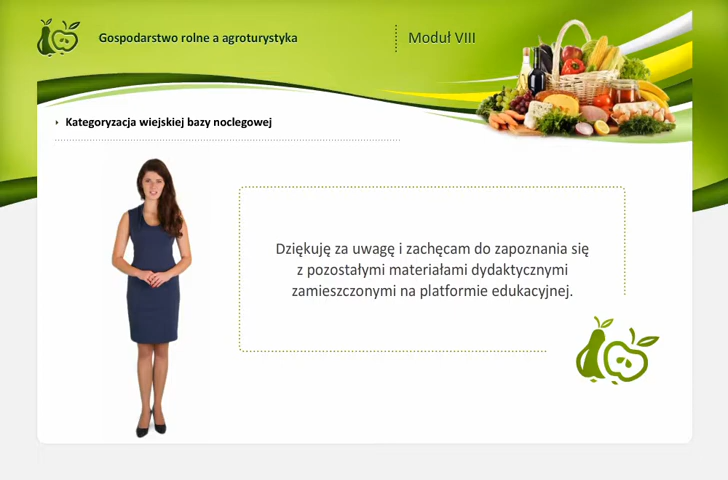 Gospodarstwo rolne a agroturystyka
Moduł VIII
Kategoryzacja wiejskiej bazy noclegowej
Dziękuję za uwagę i zachęcam do zapoznania się
z pozostałymi materiałami dydaktycznymi
zamieszczonymi na platformie edukacyjnej.